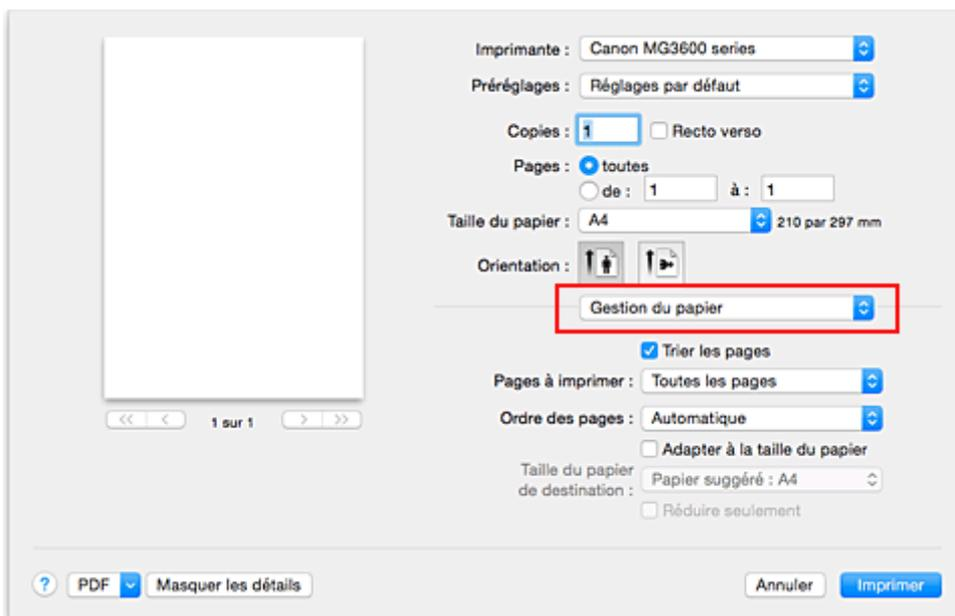 Imprimante : Canon MG3600 series
Préréglages : Réglages par défaut
Copies : 1 Recto verso
Pages : toutes
de : 1 à : 1
Taille du papier : A4 210 par 297 mm
Orientation :
Gestion du papier
Trier les pages
Pages à imprimer : Toutes les pages
Ordre des pages : Automatique
Adapter à la taille du papier
Taille du papier
de destination : Papier suggéré : A4
Réduire seulement
<< < 1 sur 1 > >>
? PDF Masquer les détails Annuler Imprimer